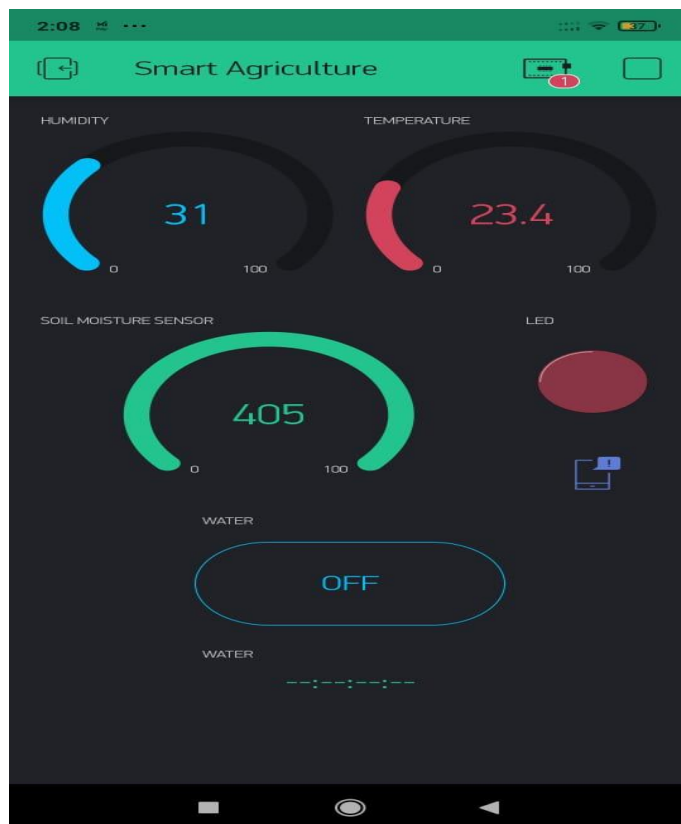 2:08 ... 37
Smart Agriculture
1
HUMIDITY TEMPERATURE
31 23.4
0 100 0 100
SOIL MOISTURE SENSOR LED
405
0 100
!
WATER
OFF
WATER
--:--:--:--